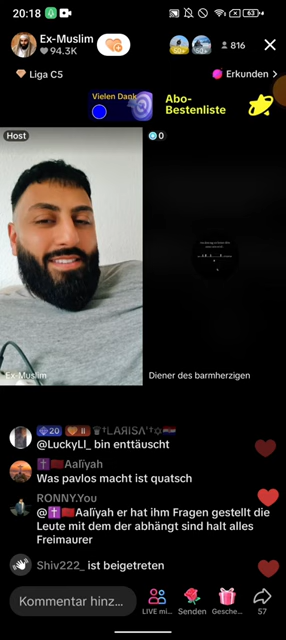 20:18
63
Ex-Muslim
94.3K
816
Liga C5
Erkunden
Vielen Dank
Abo-
Bestenliste
Host
0
Ex-Muslim
Diener des barmherzigen
20 II
@LuckyLI_ bin enttäuscht
Aaliyah
Was pavlos macht ist quatsch
RONNY.You
@Aaliyah er hat ihm Fragen gestellt die
Leute mit dem der abhängt sind halt alles
Freimaurer
Shiv222_ ist beigetreten
Kommentar hinz...
LIVE mi...
Senden
Gesche...
57